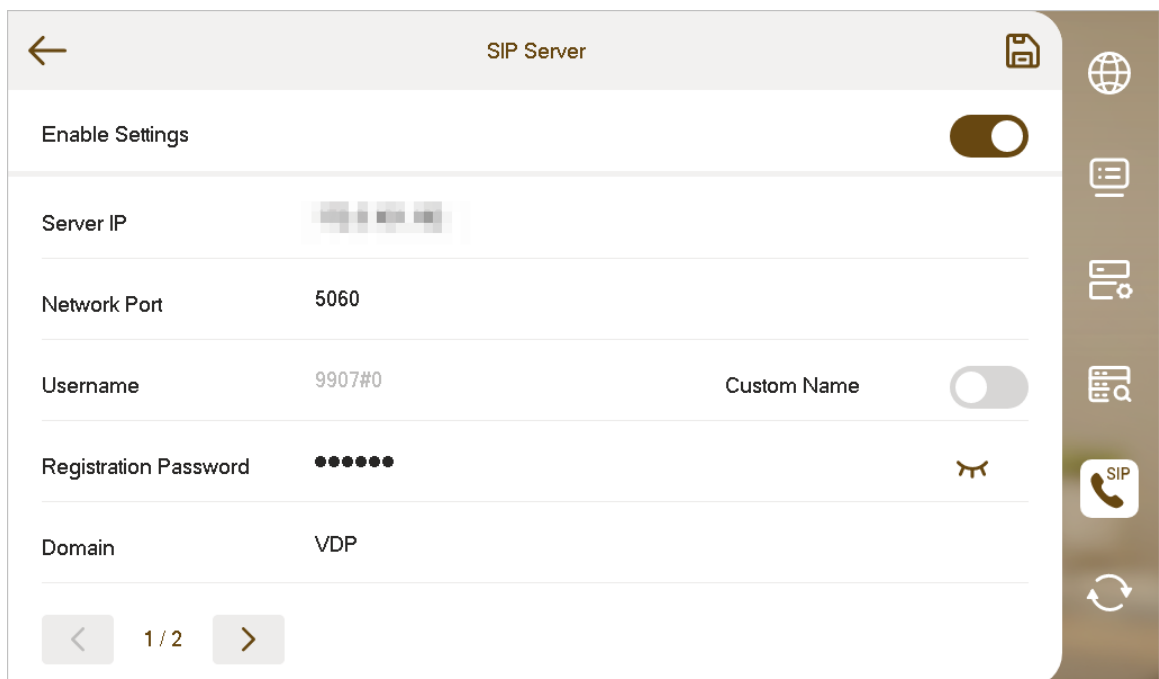 SIP Server
Enable Settings
Server IP
Network Port 5060
Username 9907#0 Custom Name
Registration Password ●●●●●●
SIP
Domain VDP
1 / 2